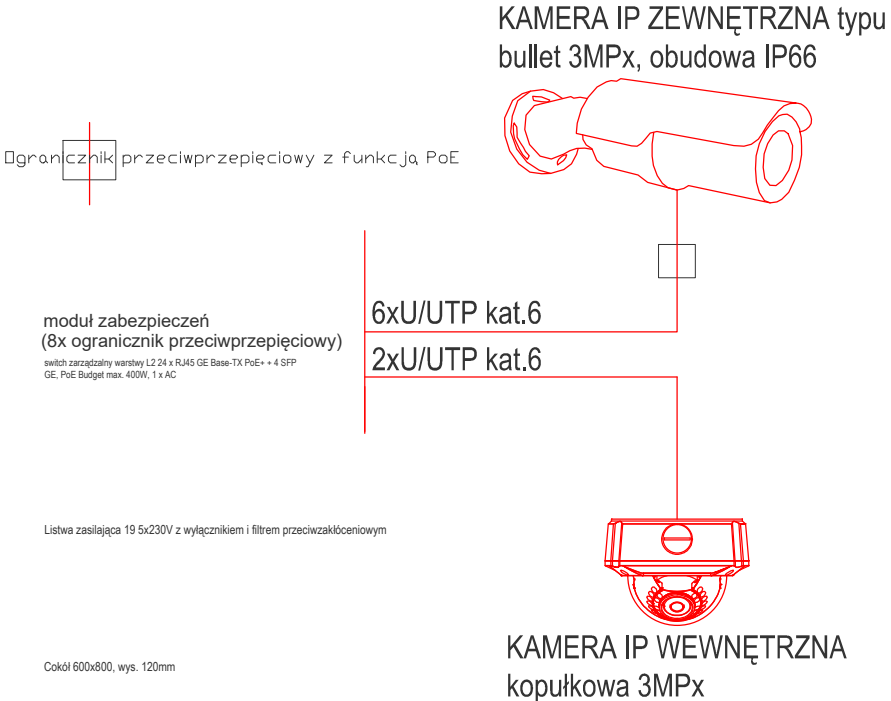 KAMERA IP ZEWNĘTRZNA typu
bullet 3MPx, obudowa IP66
Ogranicznik przeciwprzepięciowy z funkcją PoE
6xU/UTP kat.6
moduł zabezpieczeń
(8x ogranicznik przeciwprzepięciowy)
switch zarządzalny warstwy L2 24 x RJ45 GE Base-TX PoE+ + 4 SFP
GE, PoE Budget max. 400W, 1 x AC
2xU/UTP kat.6
Listwa zasilająca 19 5x230V z wyłącznikiem i filtrem przeciwzakłóceniowym
KAMERA IP WEWNĘTRZNA
kopułkowa 3MPx
Cokół 600x800, wys. 120mm